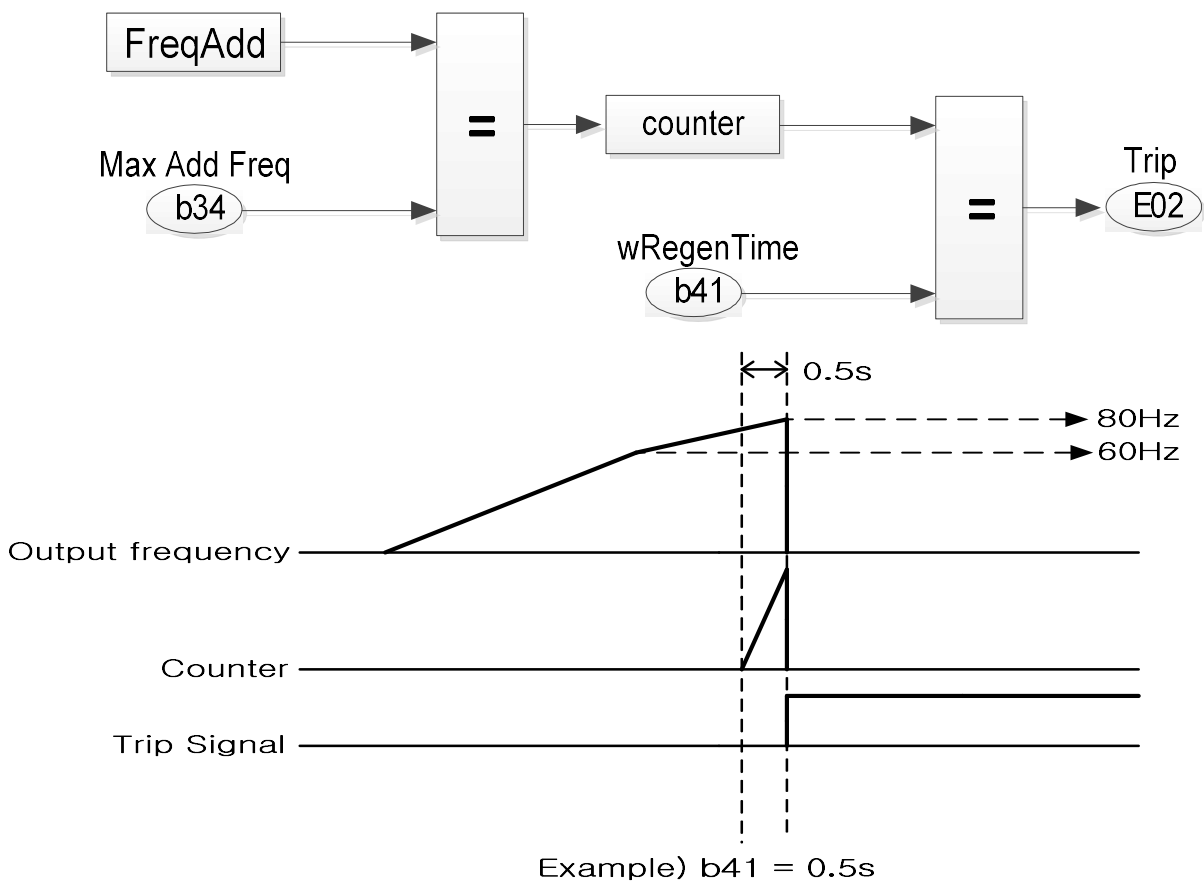 FreqAdd
=
counter
Max Add Freq
b34
Trip
E02
=
wRegenTime
b41
0.5s
80Hz
60Hz
Output frequency
Counter
Trip Signal
Example) b41 = 0.5s